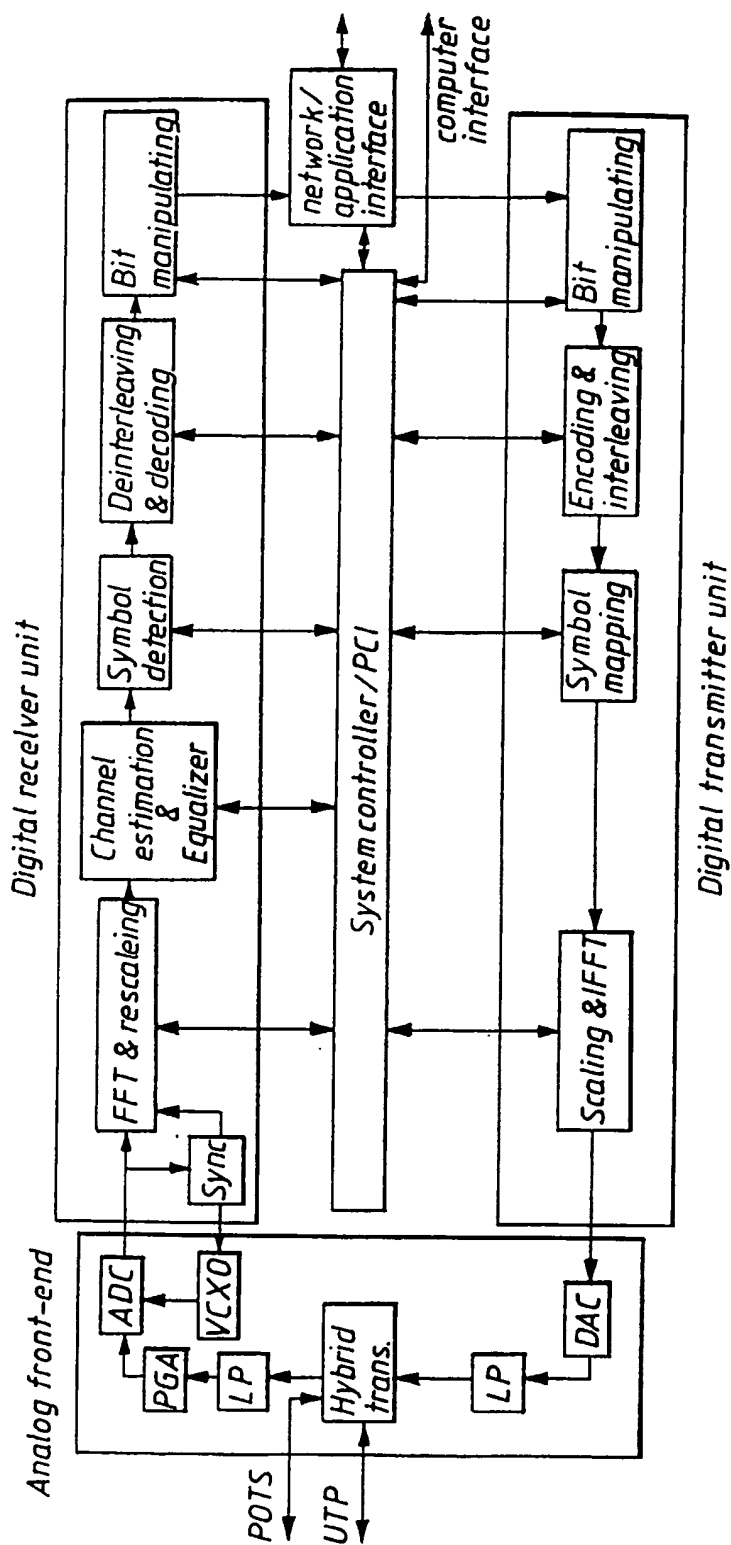 Analog front-end
Digital receiver unit
ADC
PGA
LP
VCXO
Sync
FFT & rescaleing
Channel
estimation
&
Equalizer
Symbol
detection
Deinterleaving
& decoding
Bit
manipulating
POTS
UTP
Hybrid
trans.
System controller/PCI
network/
application
interface
computer
interface
LP
DAC
Scaling & IFFT
Symbol
mapping
Encoding &
interleaving
Bit
manipulating
Digital transmitter unit